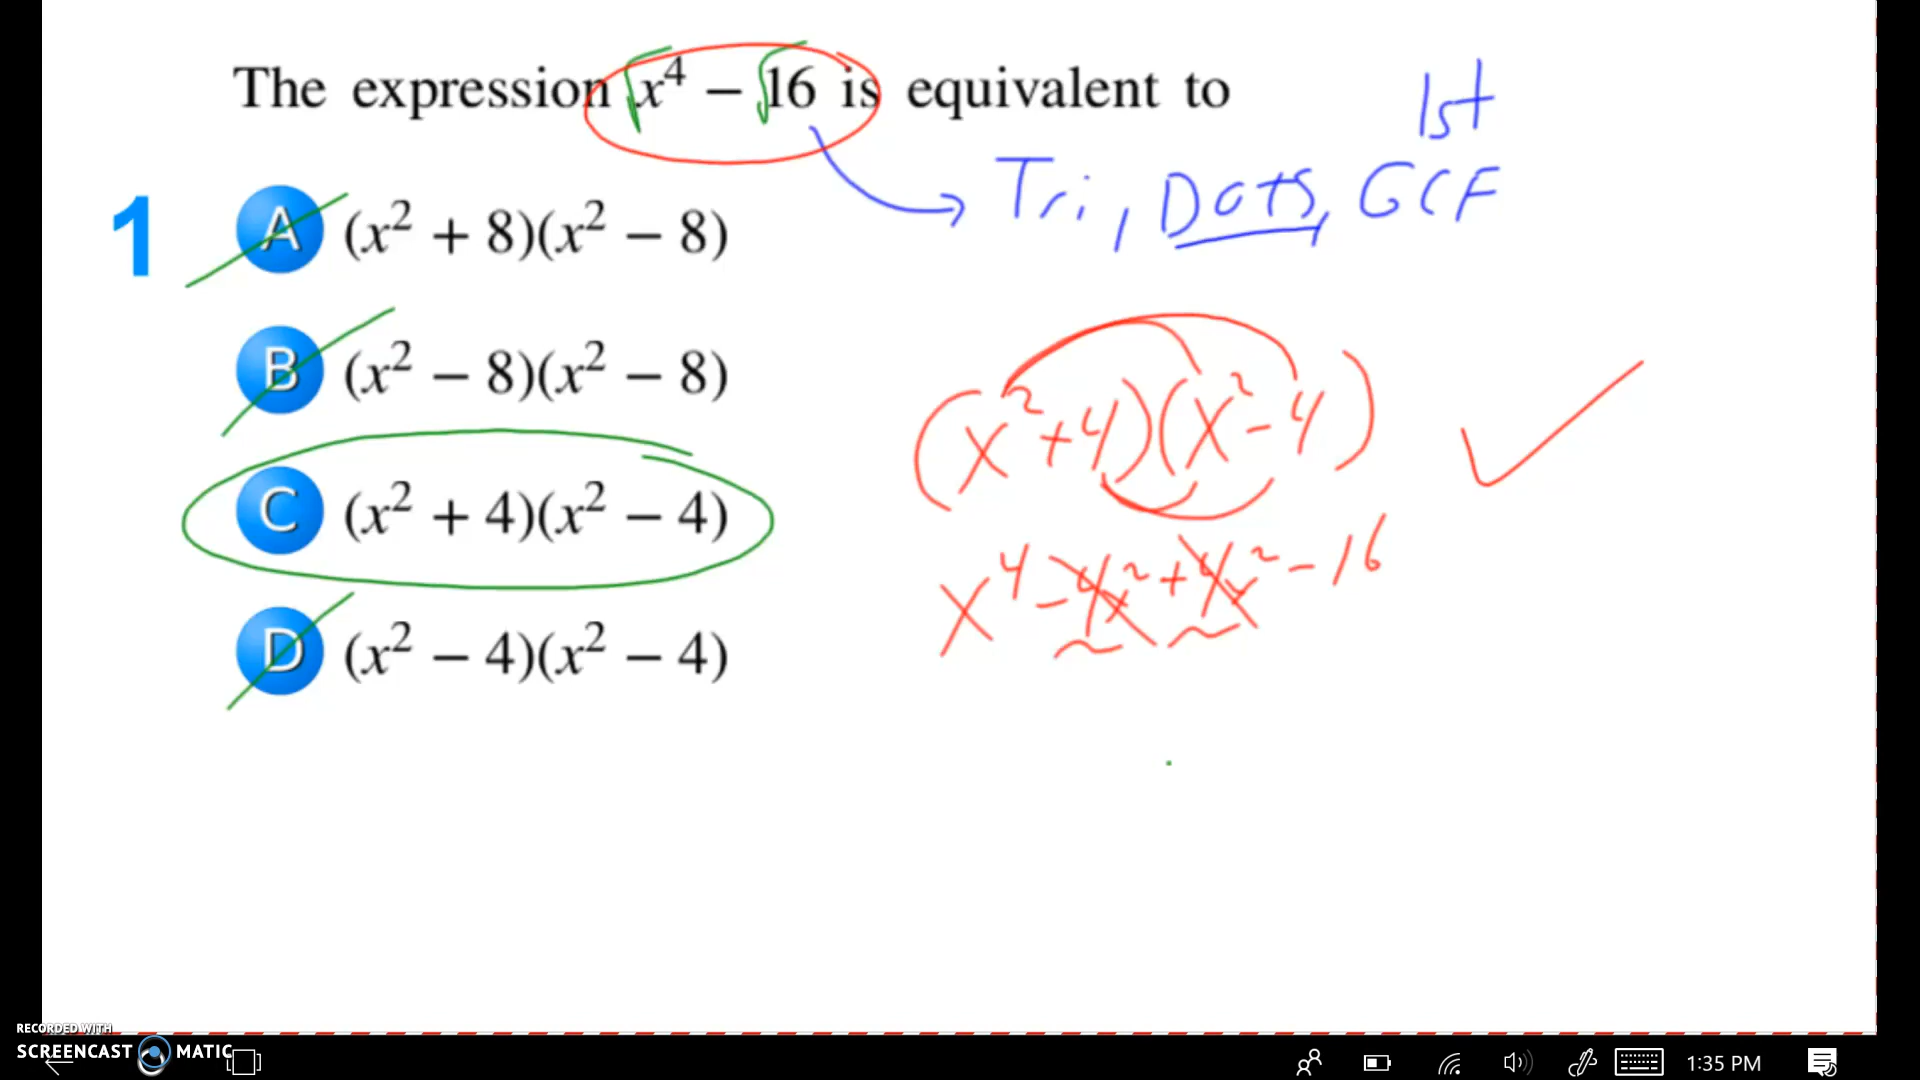 The expression x⁴ − 16 is equivalent to
1st
Tri, Dots, GCF
1
A (x² + 8)(x² − 8)
B (x² − 8)(x² − 8)
C (x² + 4)(x² − 4)
D (x² − 4)(x² − 4)
(x²+4)(x²-4)
x⁴ - 4x² + 4x² - 16
RECORDED WITH
SCREENCAST MATIC
1:35 PM